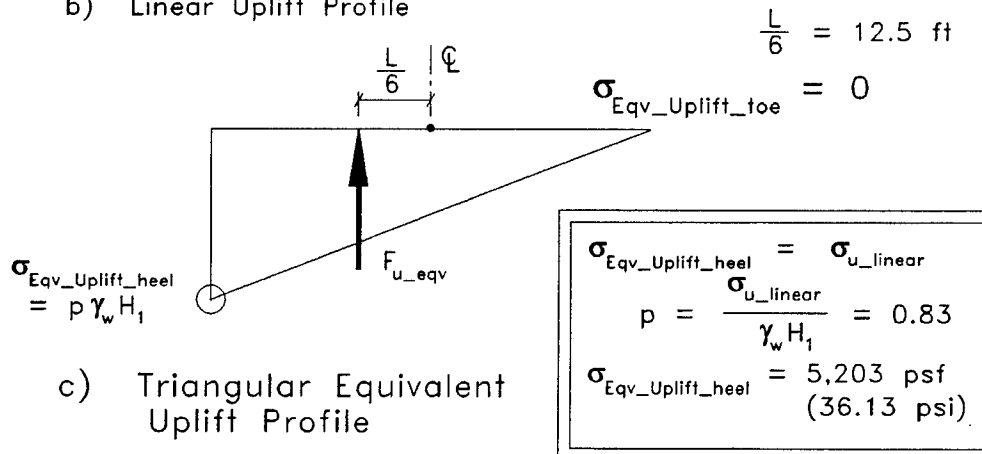 b) Linear Uplift Profile
L/6 = 12.5 ft
L/6
℄
σ_Eqv_Uplift_toe = 0
σ_Eqv_Uplift_heel
= p γ_w H_1
F_u_eqv
σ_Eqv_Uplift_heel = σ_u_linear
p = σ_u_linear / γ_w H_1 = 0.83
σ_Eqv_Uplift_heel = 5,203 psf
(36.13 psi)
c) Triangular Equivalent
Uplift Profile